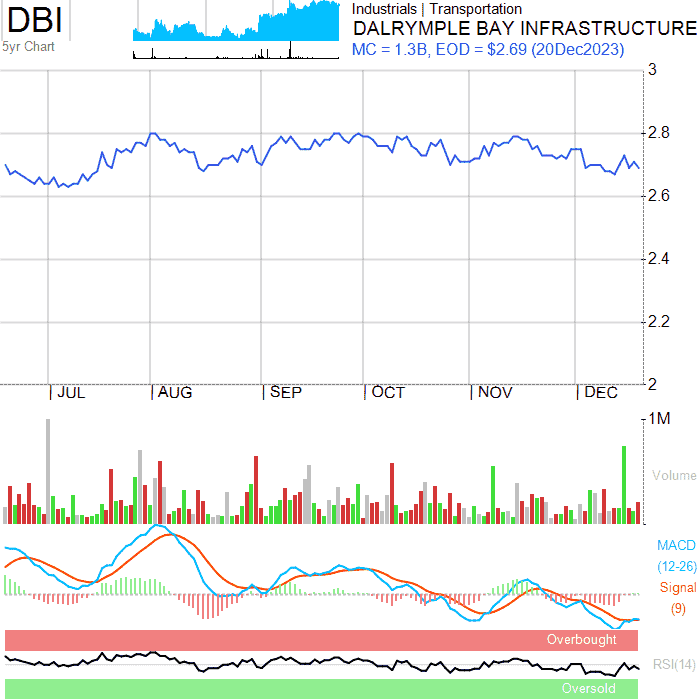 DBI
5yr Chart
Industrials | Transportation
DALRYMPLE BAY INFRASTRUCTURE
MC = 1.3B, EOD = $2.69 (20Dec2023)
3
2.8
2.6
2.4
2.2
2
| JUL | AUG | SEP | OCT | NOV | DEC
1M
Volume
MACD
(12-26)
Signal
(9)
Overbought
RSI(14)
Oversold